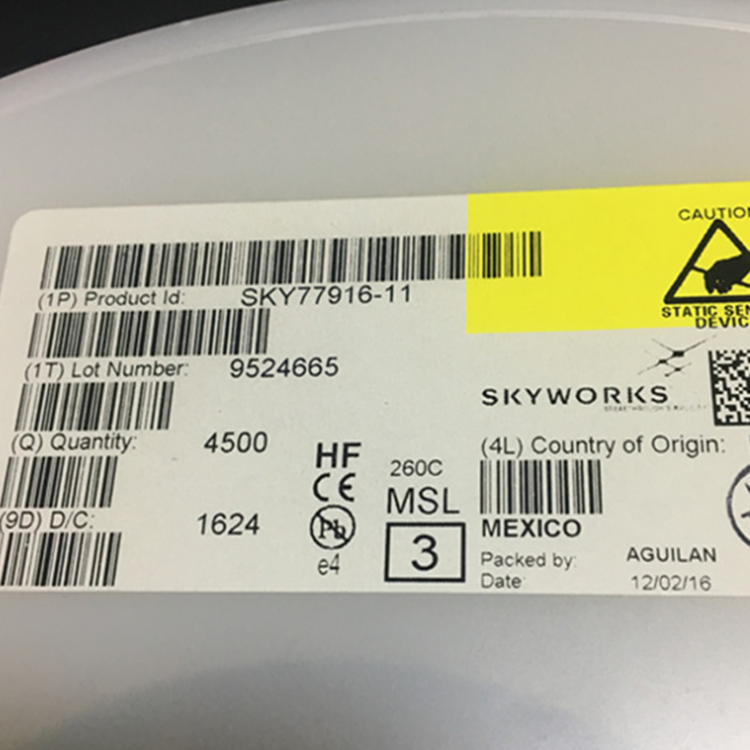 (1P) Product Id: SKY77916-11
(1T) Lot Number: 9524665
(Q) Quantity: 4500
(9D) D/C: 1624
HF
CE
Pb
e4
260C
MSL
3
CAUTION
STATIC SEN
DEVIC
SKYWORKS
(4L) Country of Origin:
MEXICO
Packed by: AGUILAN
Date: 12/02/16